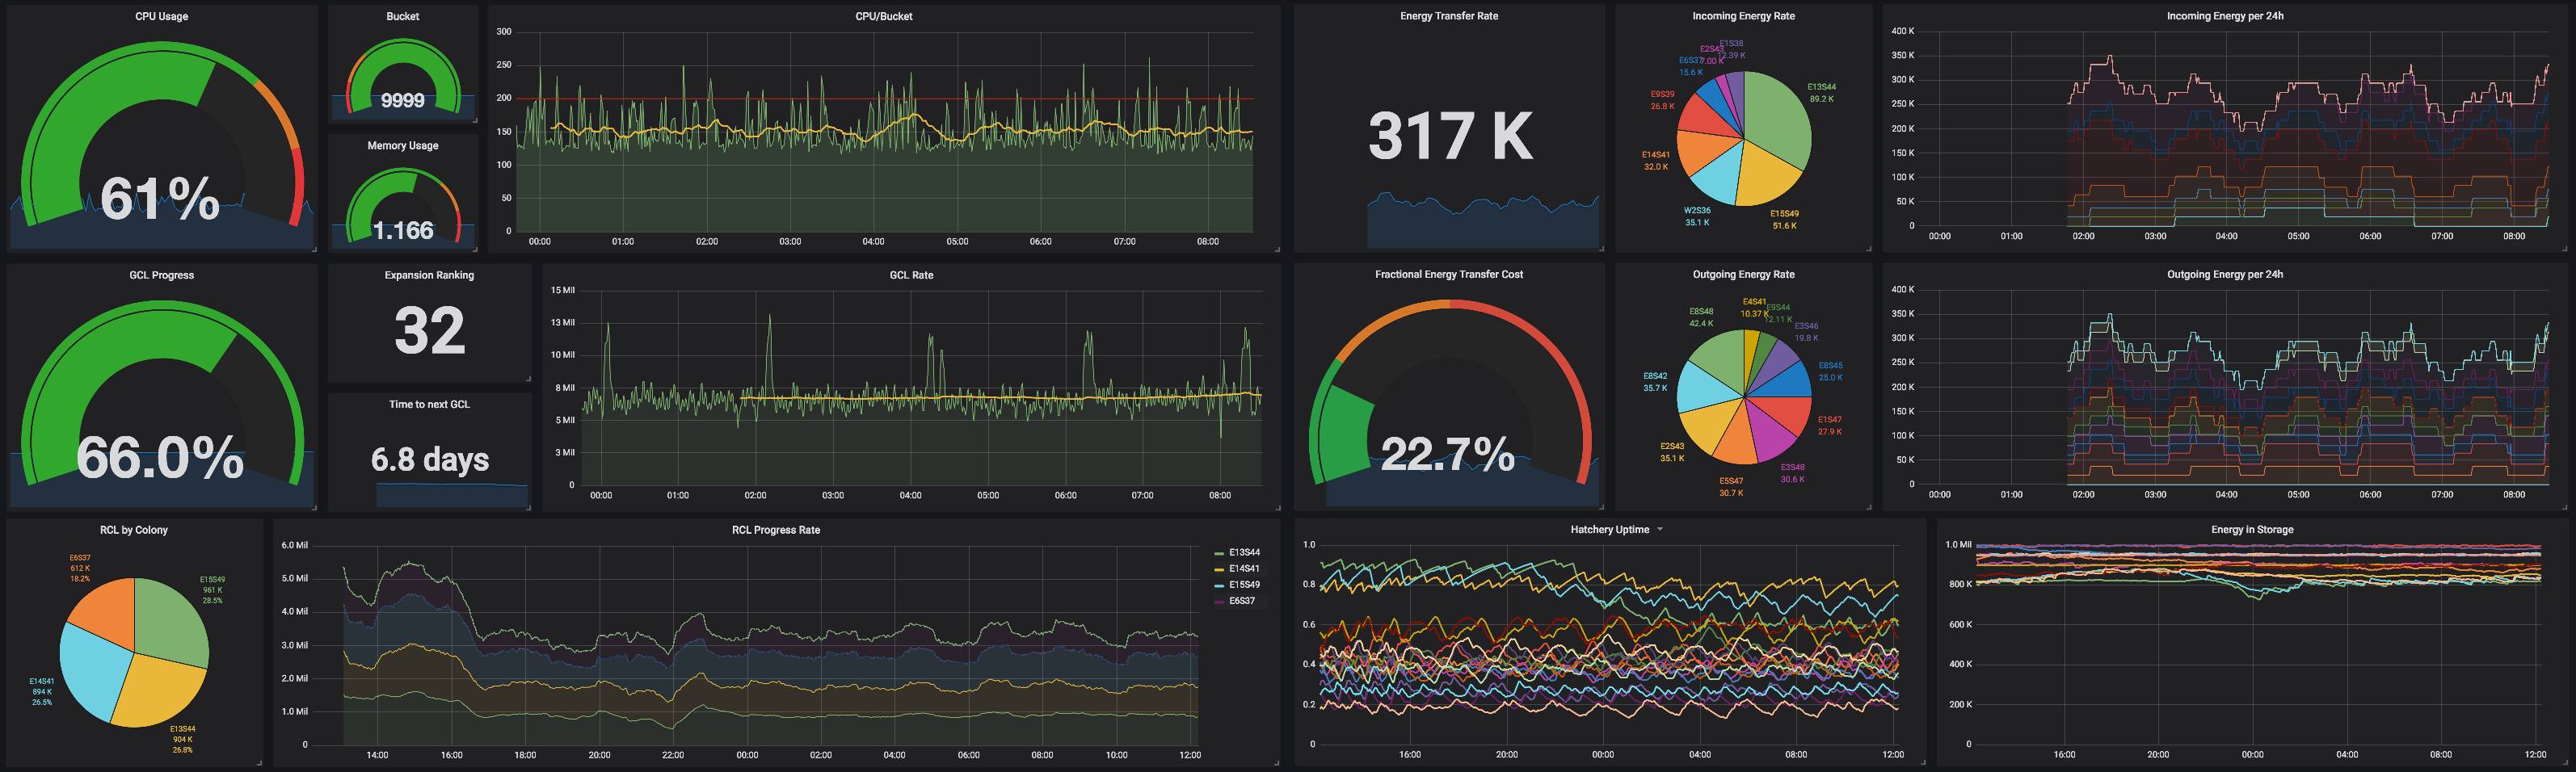 CPU Usage
61%
Bucket
9999
Memory Usage
1.166
CPU/Bucket
300
250
200
150
100
50
0
00:00 01:00 02:00 03:00 04:00 05:00 06:00 07:00 08:00
Energy Transfer Rate
317 K
Incoming Energy Rate
E1S38
12.39 K
E2S43
7.00 K
E6S37
15.6 K
E9S39
26.8 K
E14S41
32.0 K
W2S36
35.1 K
E15S49
51.6 K
E13S44
89.2 K
Incoming Energy per 24h
400 K
350 K
300 K
250 K
200 K
150 K
100 K
50 K
0
00:00 01:00 02:00 03:00 04:00 05:00 06:00 07:00 08:00
GCL Progress
66.0%
Expansion Ranking
32
Time to next GCL
6.8 days
GCL Rate
15 Mil
13 Mil
10 Mil
8 Mil
5 Mil
3 Mil
0
00:00 01:00 02:00 03:00 04:00 05:00 06:00 07:00 08:00
Fractional Energy Transfer Cost
22.7%
Outgoing Energy Rate
E4S41
10.37 K
E9S44
12.11 K
E3S46
19.8 K
E8S45
25.0 K
E1S47
27.9 K
E3S48
30.6 K
E5S47
30.7 K
E2S43
35.1 K
E8S42
35.7 K
E8S48
42.4 K
Outgoing Energy per 24h
400 K
350 K
300 K
250 K
200 K
150 K
100 K
50 K
0
00:00 01:00 02:00 03:00 04:00 05:00 06:00 07:00 08:00
RCL by Colony
E6S37
612 K
18.2%
E15S49
961 K
28.5%
E14S41
894 K
26.5%
E13S44
904 K
26.8%
RCL Progress Rate
6.0 Mil
5.0 Mil
4.0 Mil
3.0 Mil
2.0 Mil
1.0 Mil
0
14:00 16:00 18:00 20:00 22:00 00:00 02:00 04:00 06:00 08:00 10:00 12:00
E13S44
E14S41
E15S49
E6S37
Hatchery Uptime
1.0
0.8
0.6
0.4
0.2
0
16:00 20:00 00:00 04:00 08:00 12:00
Energy in Storage
1.0 Mil
800 K
600 K
400 K
200 K
0
16:00 20:00 00:00 04:00 08:00 12:00